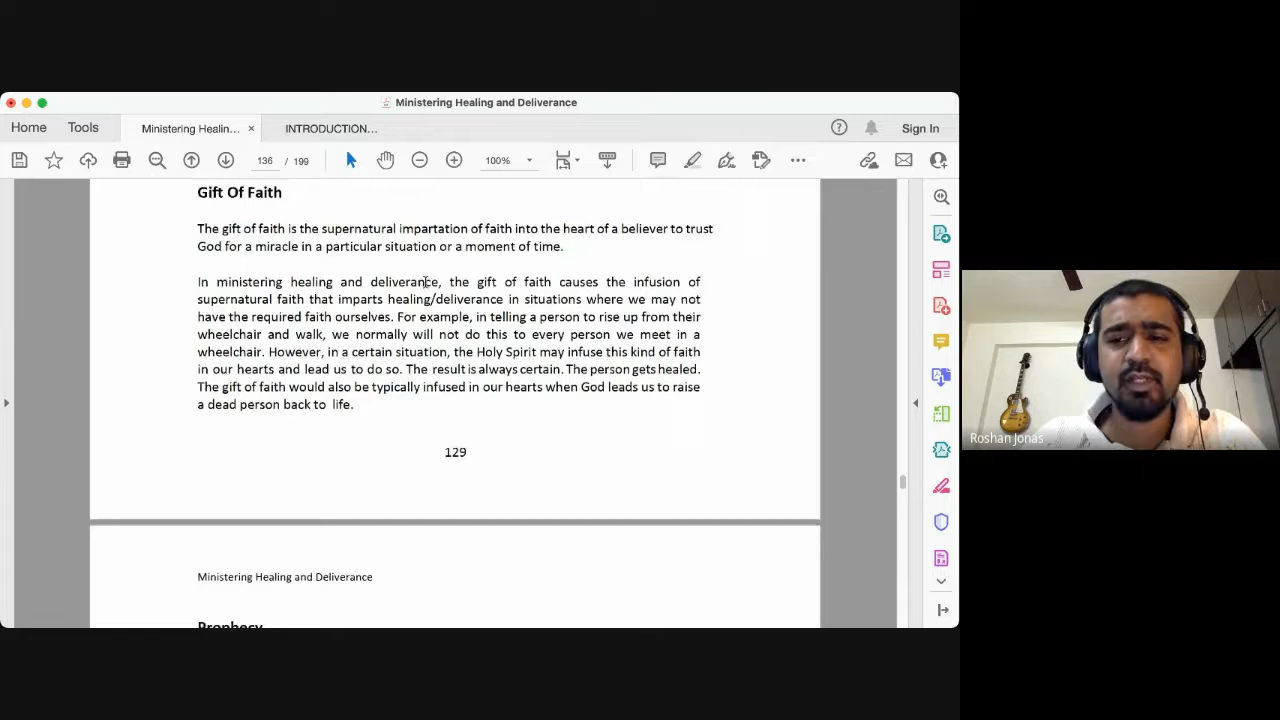 Ministering Healing and Deliverance
Home
Tools
Ministering Healin...
INTRODUCTION...
Sign In
136 / 199
100%
Gift Of Faith
The gift of faith is the supernatural impartation of faith into the heart of a believer to trust
God for a miracle in a particular situation or a moment of time.
In ministering healing and deliverance, the gift of faith causes the infusion of
supernatural faith that imparts healing/deliverance in situations where we may not
have the required faith ourselves. For example, in telling a person to rise up from their
wheelchair and walk, we normally will not do this to every person we meet in a
wheelchair. However, in a certain situation, the Holy Spirit may infuse this kind of faith
in our hearts and lead us to do so. The result is always certain. The person gets healed.
The gift of faith would also be typically infused in our hearts when God leads us to raise
a dead person back to life.
129
Ministering Healing and Deliverance
Prophecy
Roshan Jonas